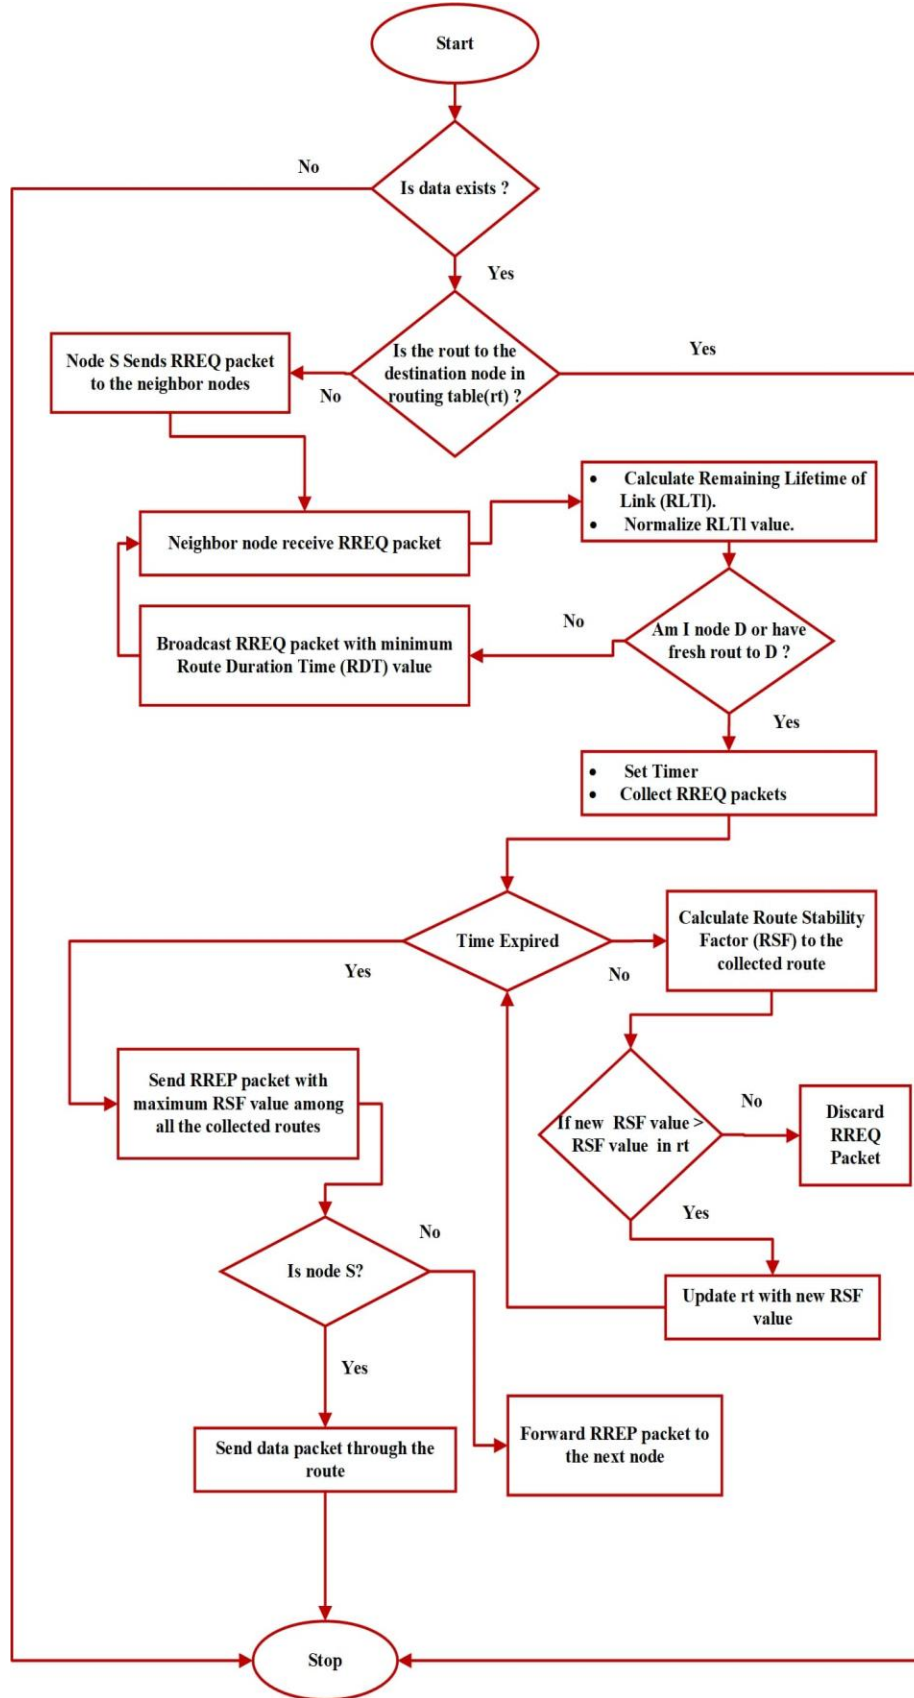 Start
No
Is data exists ?
Yes
Is the rout to the
destination node in
routing table(rt) ?
Yes
No
Node S Sends RREQ packet
to the neighbor nodes
• Calculate Remaining Lifetime of
Link (RLTl).
• Normalize RLTl value.
Neighbor node receive RREQ packet
No
Am I node D or have
fresh rout to D ?
Broadcast RREQ packet with minimum
Route Duration Time (RDT) value
Yes
• Set Timer
• Collect RREQ packets
Time Expired
Yes
No
Calculate Route Stability
Factor (RSF) to the
collected route
Send RREP packet with
maximum RSF value among
all the collected routes
If new RSF value >
RSF value in rt
No
Discard
RREQ
Packet
Yes
Update rt with new RSF
value
Is node S?
No
Yes
Send data packet through the
route
Forward RREP packet to
the next node
Stop